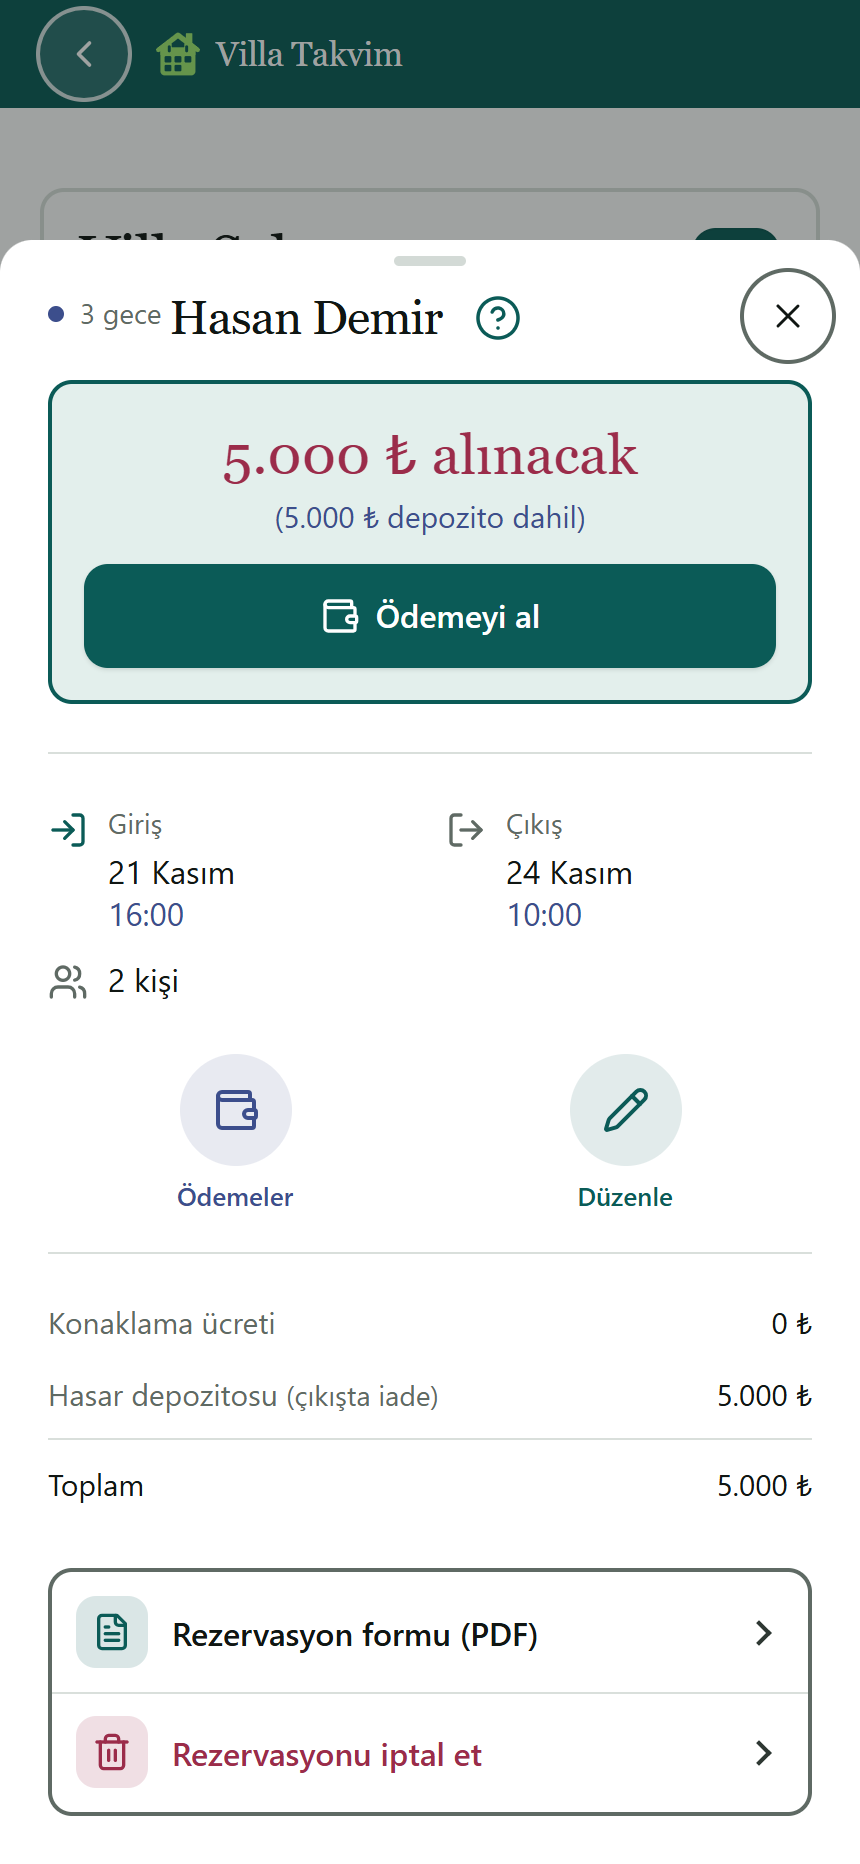 Villa Takvim
3 gece Hasan Demir
5.000 ₺ alınacak
(5.000 ₺ depozito dahil)
Ödemeyi al
Giriş
21 Kasım
16:00
Çıkış
24 Kasım
10:00
2 kişi
Ödemeler
Düzenle
Konaklama ücreti 0 ₺
Hasar depozitosu (çıkışta iade) 5.000 ₺
Toplam 5.000 ₺
Rezervasyon formu (PDF)
Rezervasyonu iptal et